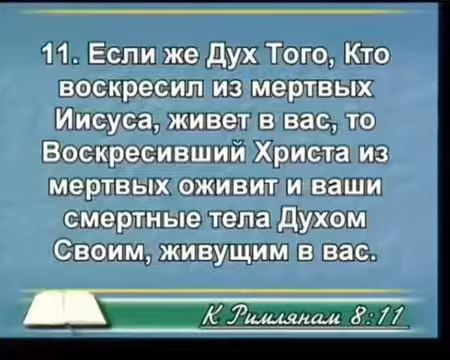 11. Если же Дух Того, Кто
воскресил из мертвых
Иисуса, живет в вас, то
Воскресивший Христа из
мертвых оживит и ваши
смертные тела Духом
Своим, живущим в вас.
К Римлянам 8:11